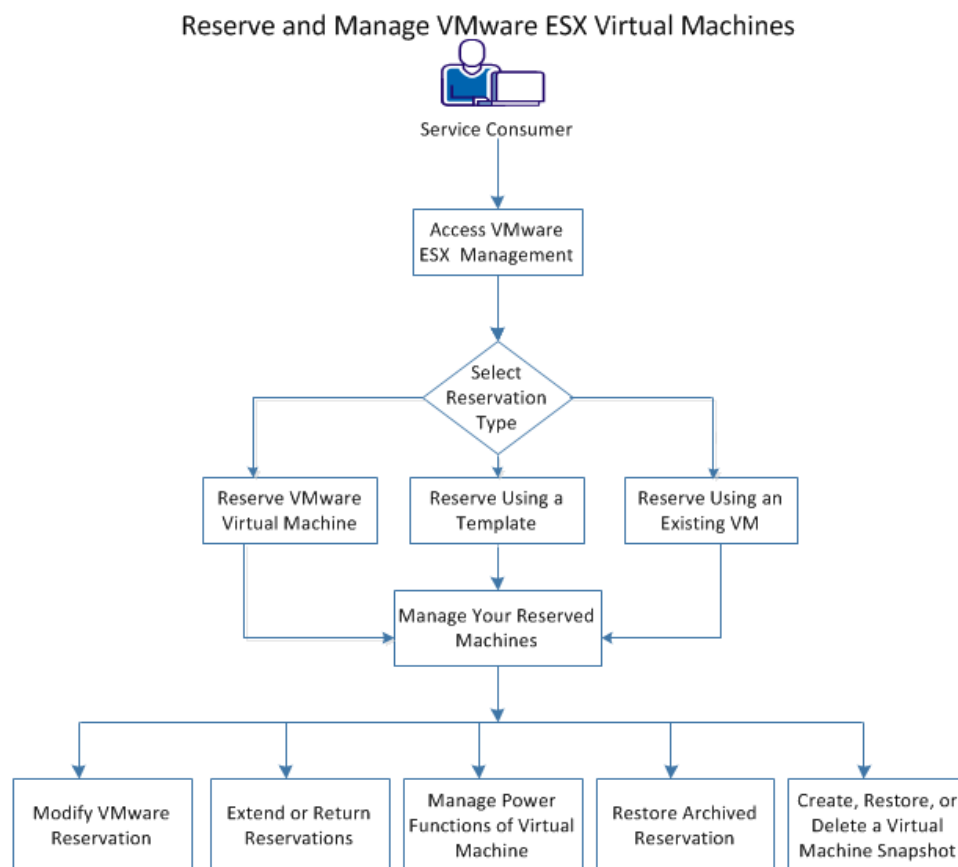 Reserve and Manage VMware ESX Virtual Machines
Service Consumer
Access VMware
ESX Management
Select
Reservation
Type
Reserve VMware
Virtual Machine
Reserve Using a
Template
Reserve Using an
Existing VM
Manage Your Reserved
Machines
Modify VMware
Reservation
Extend or Return
Reservations
Manage Power
Functions of Virtual
Machine
Restore Archived
Reservation
Create, Restore, or
Delete a Virtual
Machine Snapshot